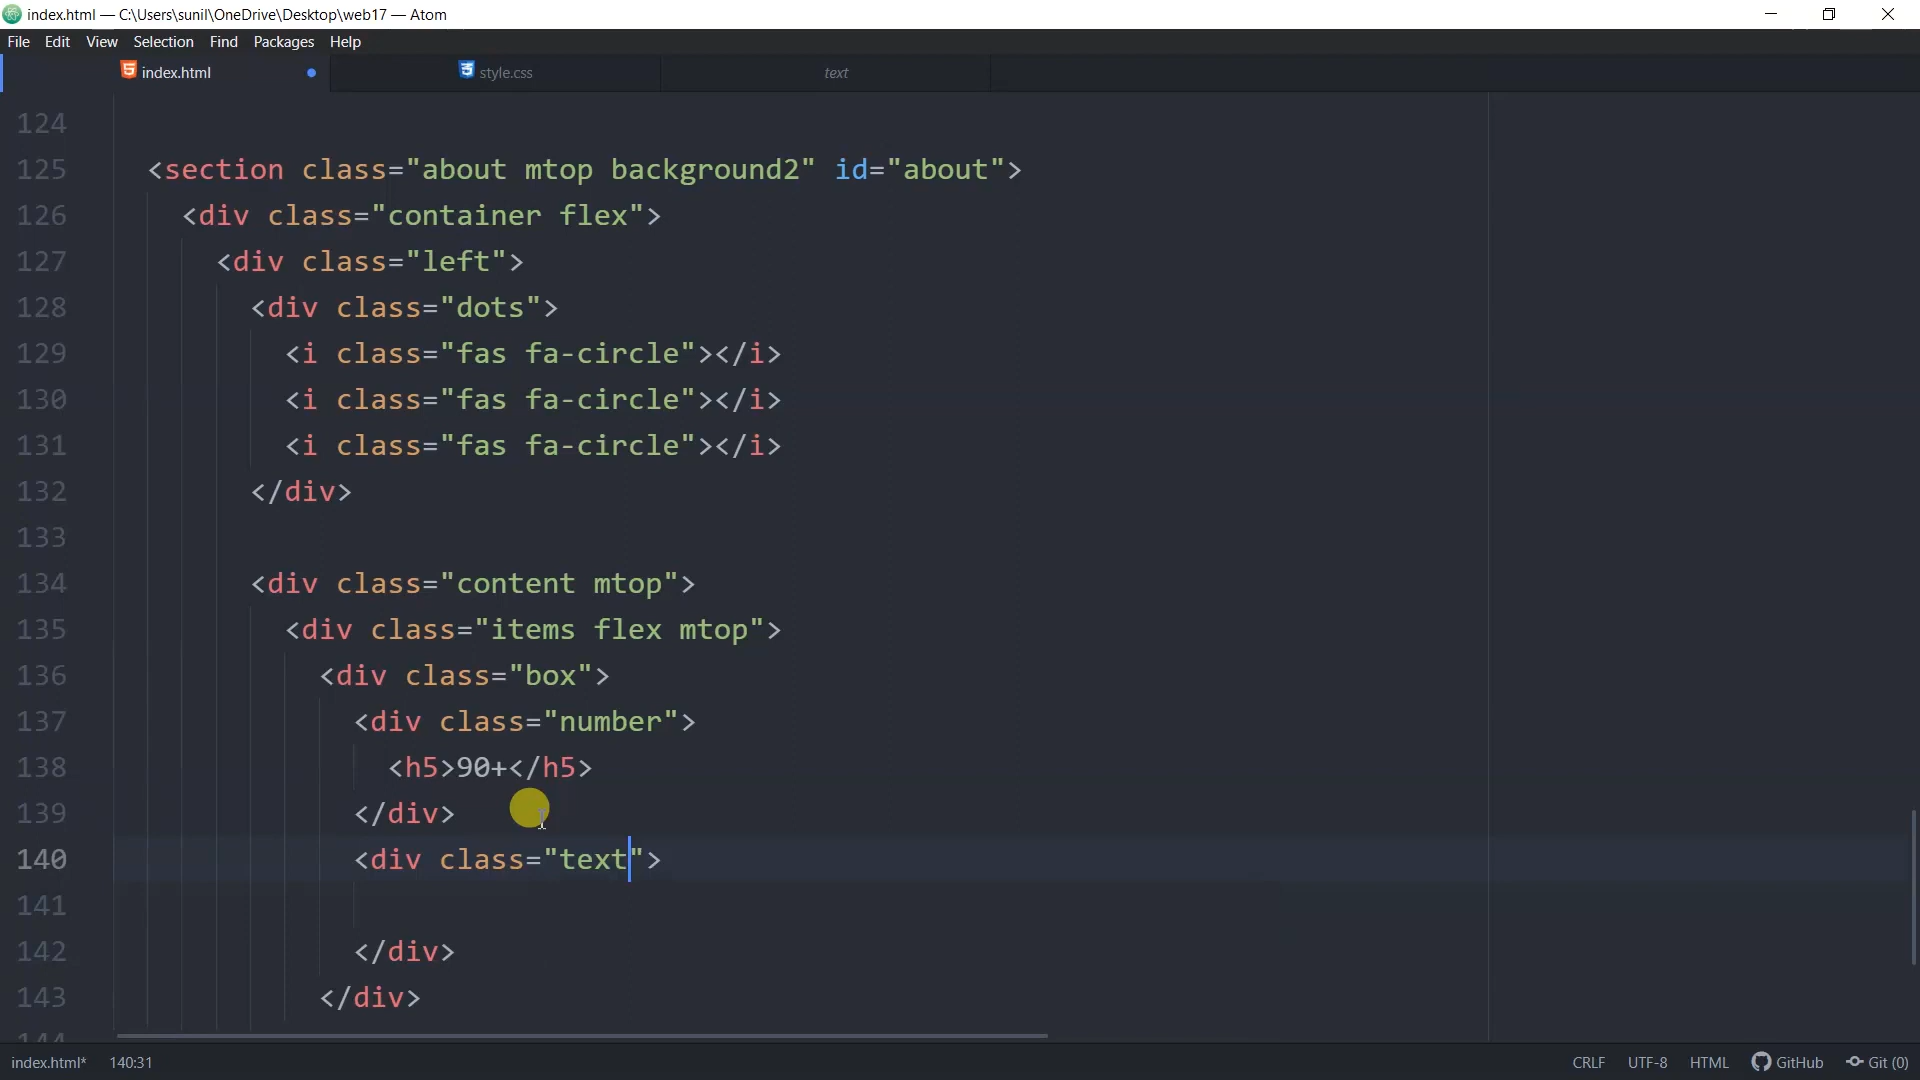 index.html — C:\Users\sunil\OneDrive\Desktop\web17 — Atom
File Edit View Selection Find Packages Help
index.html style.css text
124
125 <section class="about mtop background2" id="about">
126 <div class="container flex">
127 <div class="left">
128 <div class="dots">
129 <i class="fas fa-circle"></i>
130 <i class="fas fa-circle"></i>
131 <i class="fas fa-circle"></i>
132 </div>
133
134 <div class="content mtop">
135 <div class="items flex mtop">
136 <div class="box">
137 <div class="number">
138 <h5>90+</h5>
139 </div>
140 <div class="text">
141
142 </div>
143 </div>
144
index.html* 140:31 CRLF UTF-8 HTML GitHub Git (0)